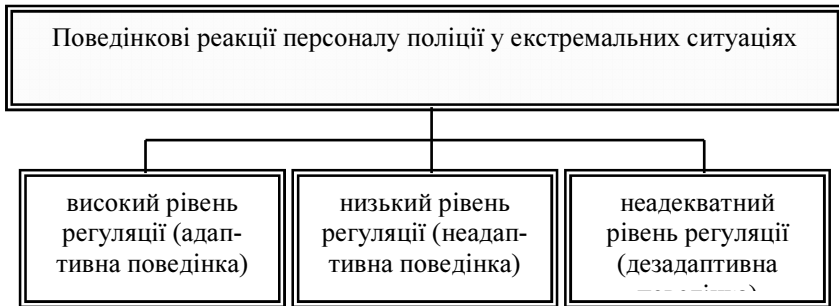 Поведінкові реакції персоналу поліції у екстремальних ситуаціях
високий рівень
регуляції (адап-
тивна поведінка)
низький рівень
регуляції (неадап-
тивна поведінка)
неадекватний
рівень регуляції
(дезадаптивна